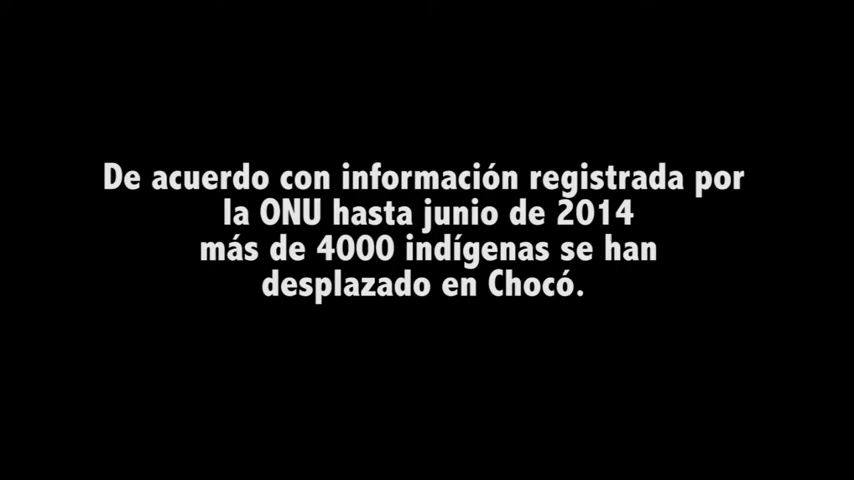 De acuerdo con información registrada por
la ONU hasta junio de 2014
más de 4000 indígenas se han
desplazado en Chocó.